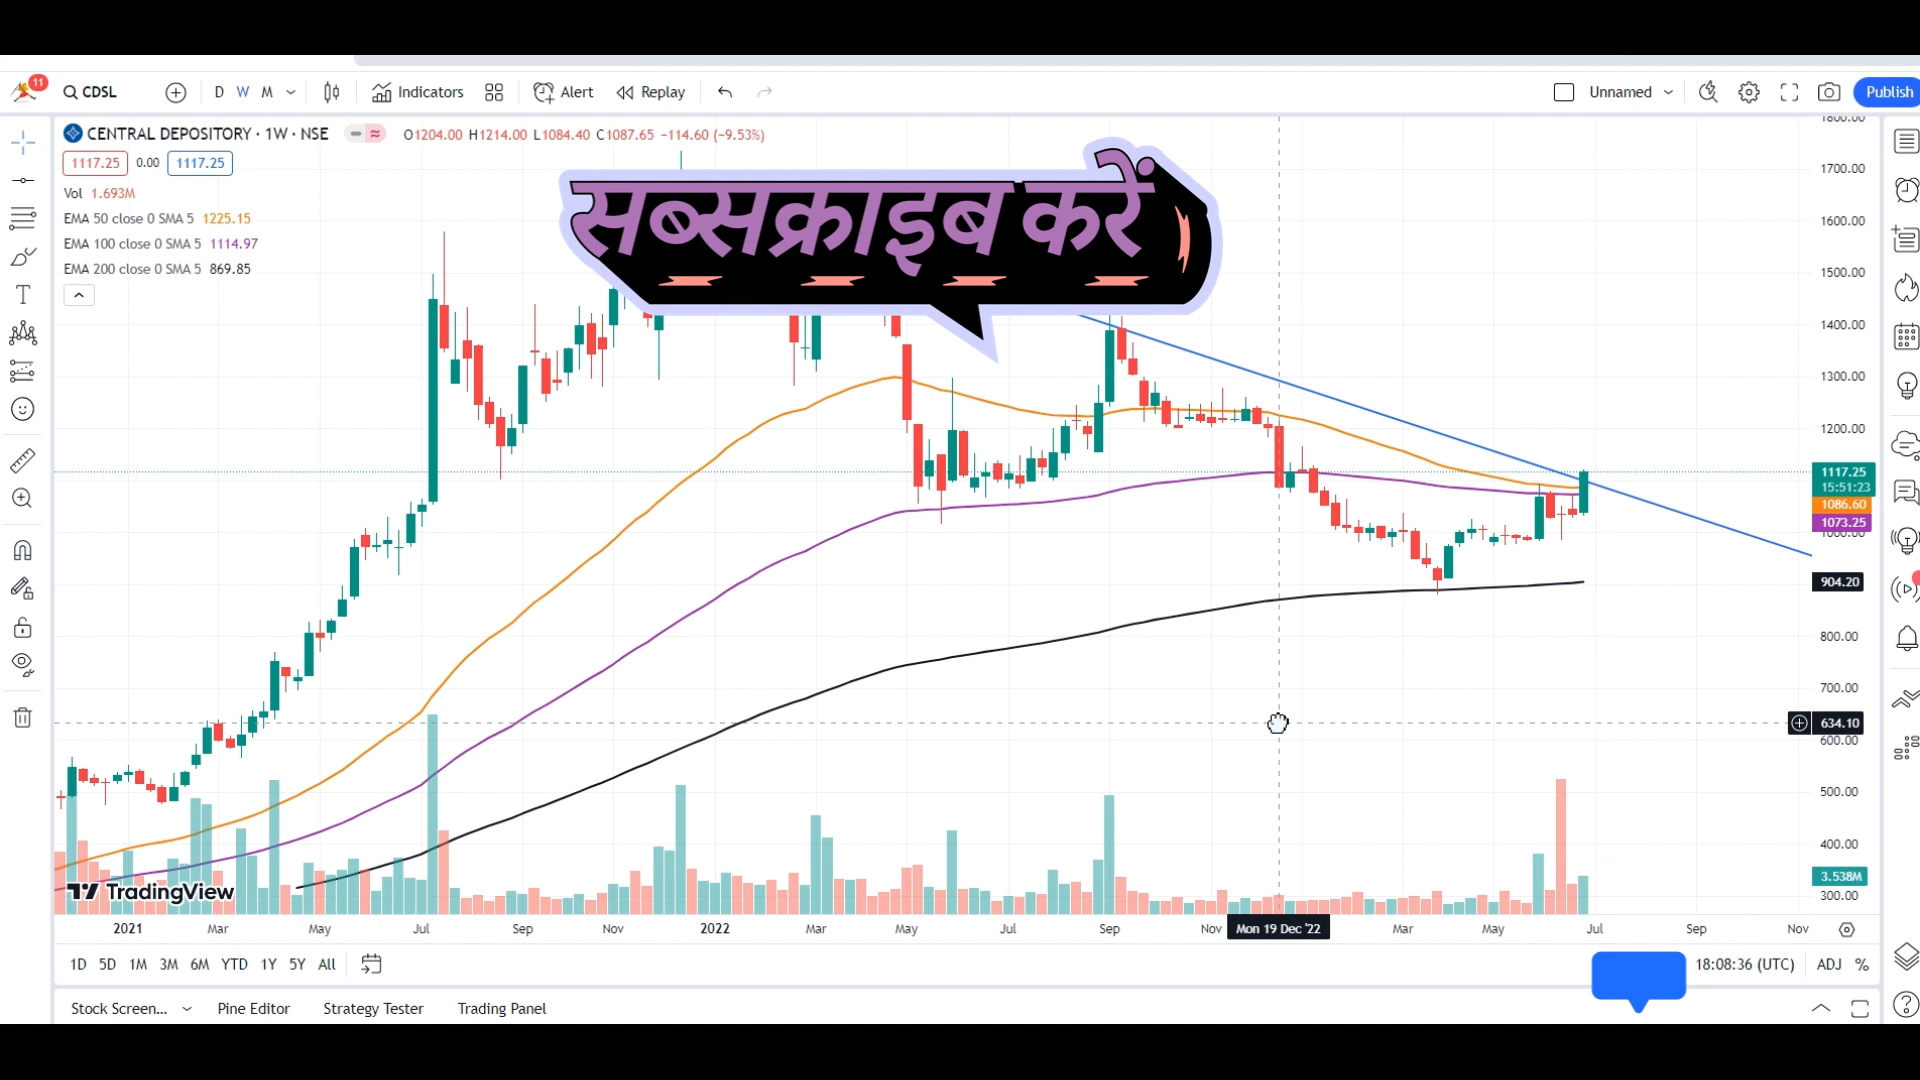 11
CDSL
D W M
Indicators
Alert
Replay
Unnamed
Publish
CENTRAL DEPOSITORY · 1W · NSE
O1204.00 H1214.00 L1084.40 C1087.65 −114.60 (−9.53%)
1117.25 0.00 1117.25
Vol 1.693M
EMA 50 close 0 SMA 5 1225.15
EMA 100 close 0 SMA 5 1114.97
EMA 200 close 0 SMA 5 869.85
सब्सक्राइब करें
1800.00
1700.00
1600.00
1500.00
1400.00
1300.00
1200.00
1117.25
15:51:23
1086.60
1073.25
1000.00
904.20
800.00
700.00
634.10
600.00
500.00
400.00
3.538M
300.00
TradingView
2021 Mar May Jul Sep Nov 2022 Mar May Jul Sep Nov Mon 19 Dec '22 Mar May Jul Sep Nov
1D 5D 1M 3M 6M YTD 1Y 5Y All
18:08:36 (UTC) ADJ %
Stock Screen... Pine Editor Strategy Tester Trading Panel